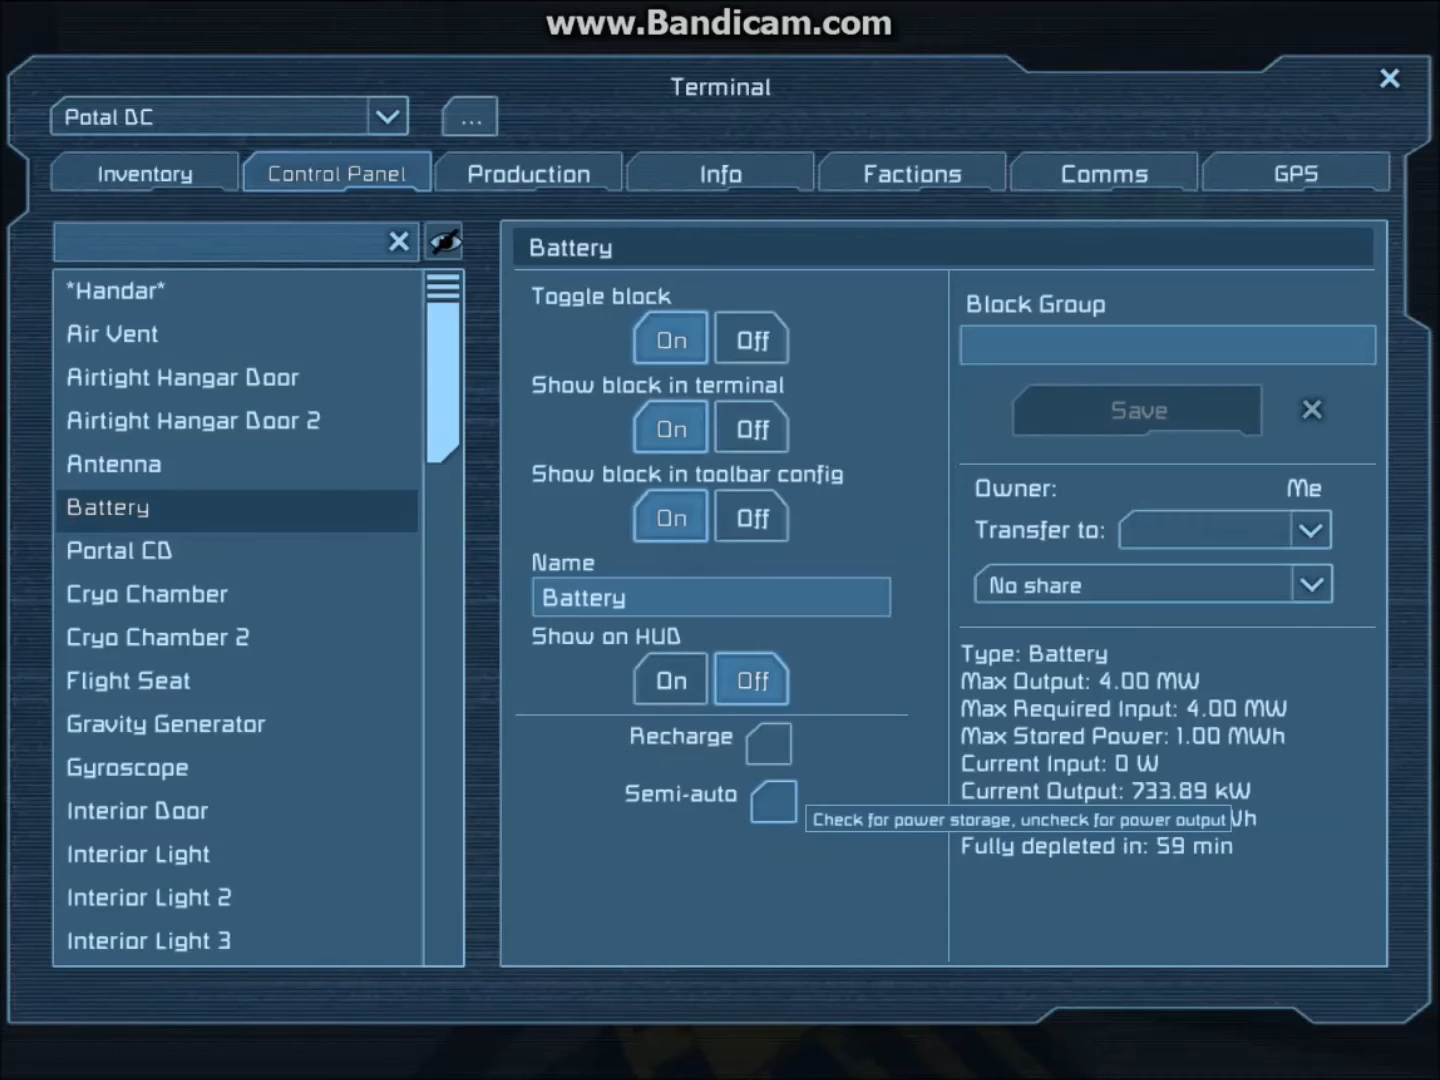 www.Bandicam.com
Terminal
Potal DC
...
Inventory
Control Panel
Production
Info
Factions
Comms
GPS
*Handar*
Air Vent
Airtight Hangar Door
Airtight Hangar Door 2
Antenna
Battery
Portal CD
Cryo Chamber
Cryo Chamber 2
Flight Seat
Gravity Generator
Gyroscope
Interior Door
Interior Light
Interior Light 2
Interior Light 3
Battery
Toggle block
On Off
Show block in terminal
On Off
Show block in toolbar config
On Off
Name
Battery
Show on HUD
On Off
Recharge
Semi-auto
Check for power storage, uncheck for power output
Block Group
Save
Owner: Me
Transfer to:
No share
Type: Battery
Max Output: 4.00 MW
Max Required Input: 4.00 MW
Max Stored Power: 1.00 MWh
Current Input: 0 W
Current Output: 733.89 kW
Fully depleted in: 59 min